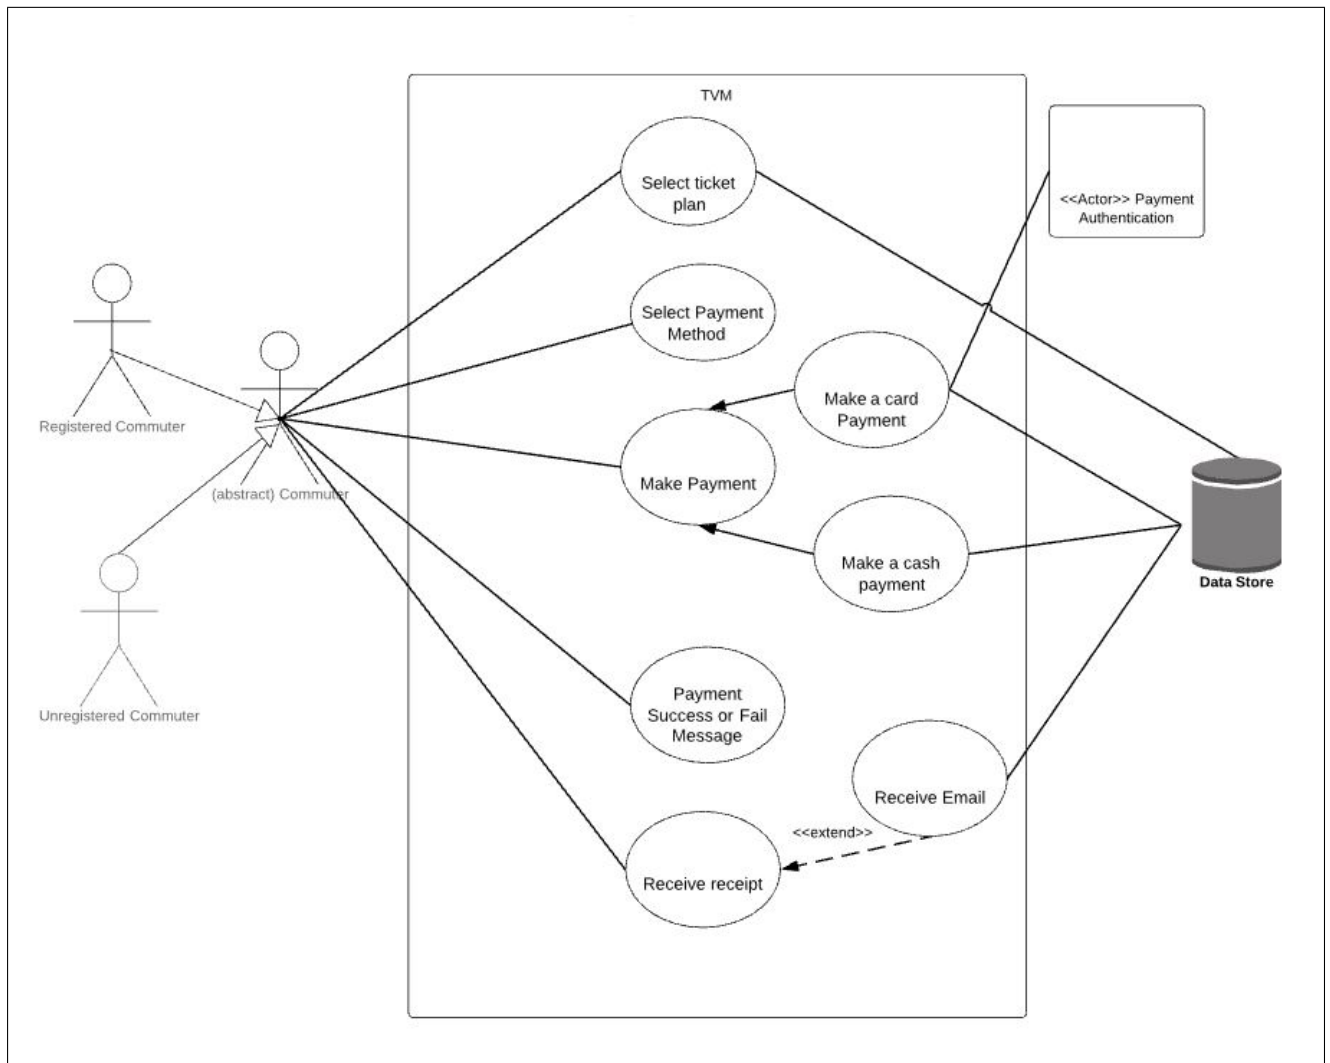 TVM
Select ticket
plan
<<Actor>> Payment
Authentication
Select Payment
Method
Make a card
Payment
Registered Commuter
Make Payment
(abstract) Commuter
Make a cash
payment
Data Store
Payment
Success or Fail
Message
Unregistered Commuter
Receive Email
<<extend>>
Receive receipt